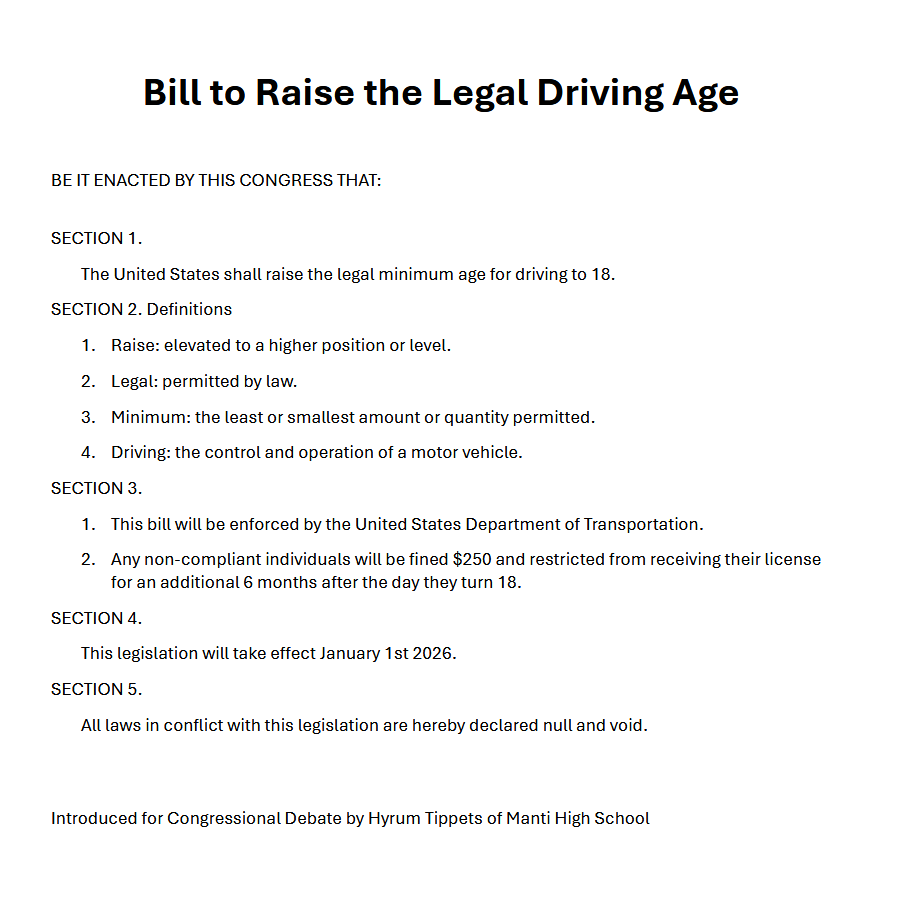 Bill to Raise the Legal Driving Age
BE IT ENACTED BY THIS CONGRESS THAT:
SECTION 1.
The United States shall raise the legal minimum age for driving to 18.
SECTION 2. Definitions
1. Raise: elevated to a higher position or level.
2. Legal: permitted by law.
3. Minimum: the least or smallest amount or quantity permitted.
4. Driving: the control and operation of a motor vehicle.
SECTION 3.
1. This bill will be enforced by the United States Department of Transportation.
2. Any non-compliant individuals will be fined $250 and restricted from receiving their license
for an additional 6 months after the day they turn 18.
SECTION 4.
This legislation will take effect January 1st 2026.
SECTION 5.
All laws in conflict with this legislation are hereby declared null and void.
Introduced for Congressional Debate by Hyrum Tippets of Manti High School